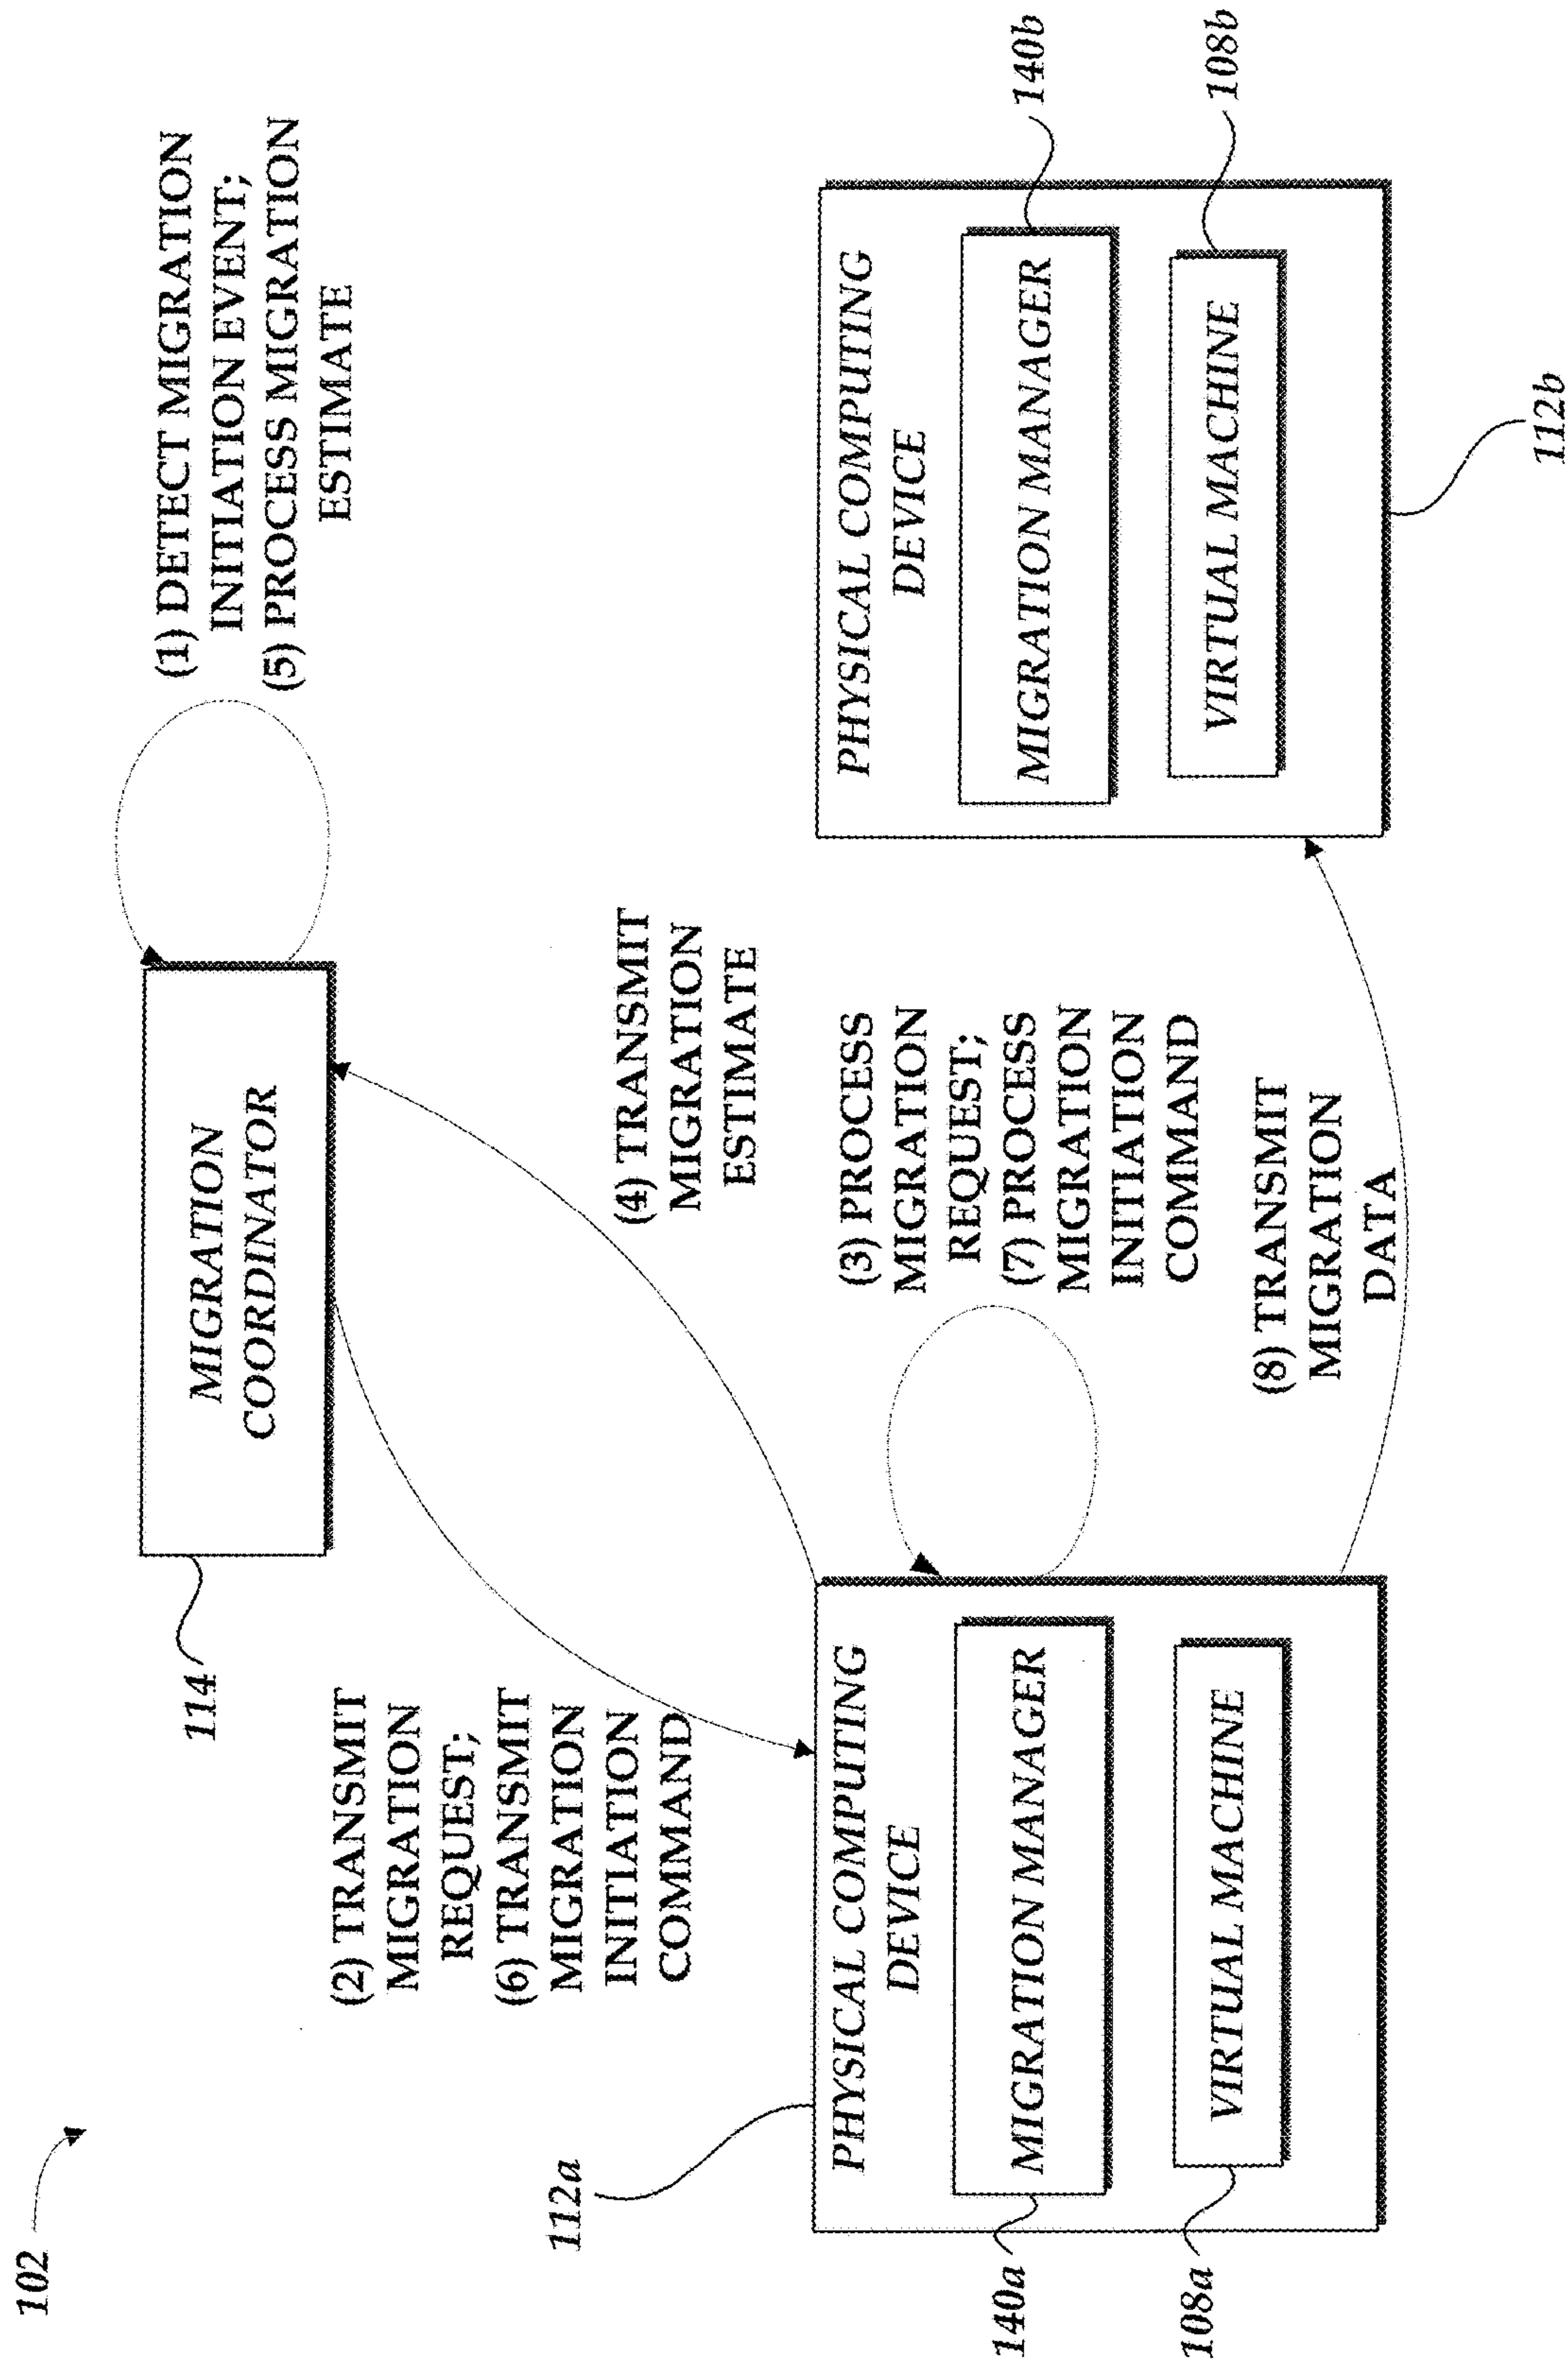 102
114
MIGRATION
COORDINATOR
(1) DETECT MIGRATION
INITIATION EVENT;
(5) PROCESS MIGRATION
ESTIMATE
(2) TRANSMIT
MIGRATION
REQUEST;
(6) TRANSMIT
MIGRATION
INITIATION
COMMAND
(4) TRANSMIT
MIGRATION
ESTIMATE
112a
PHYSICAL COMPUTING
DEVICE
MIGRATION MANAGER
140a
VIRTUAL MACHINE
108a
(3) PROCESS
MIGRATION
REQUEST;
(7) PROCESS
MIGRATION
INITIATION
COMMAND
(8) TRANSMIT
MIGRATION
DATA
PHYSICAL COMPUTING
DEVICE
MIGRATION MANAGER
140b
VIRTUAL MACHINE
108b
112b